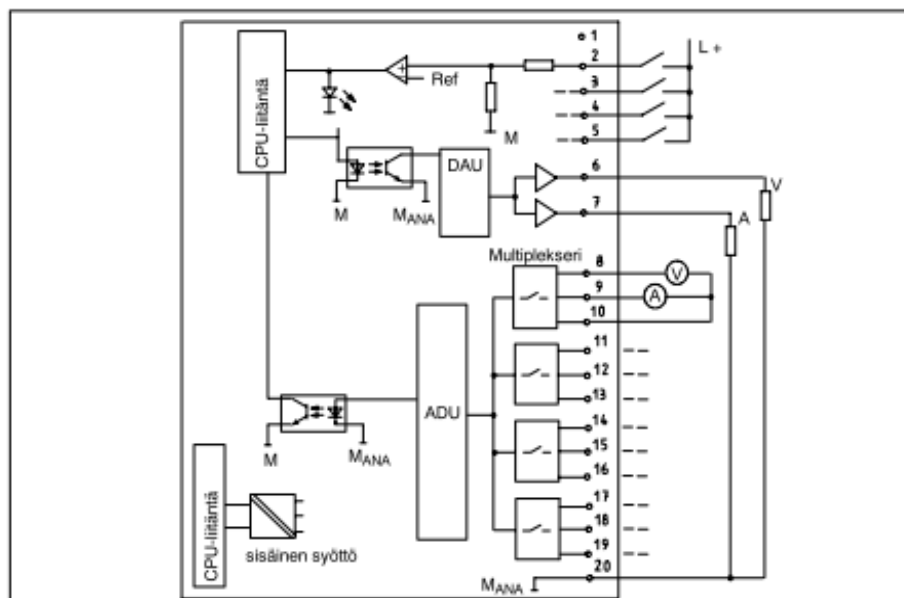 1
L +
2
CPU-liitäntä
Ref
3
4
M
5
6
DAU
V
7
A
M
MANA
Multiplekseri
8
V
9
A
10
11
12
13
ADU
14
M
MANA
15
16
17
CPU-liitäntä
18
19
sisäinen syöttö
20
MANA